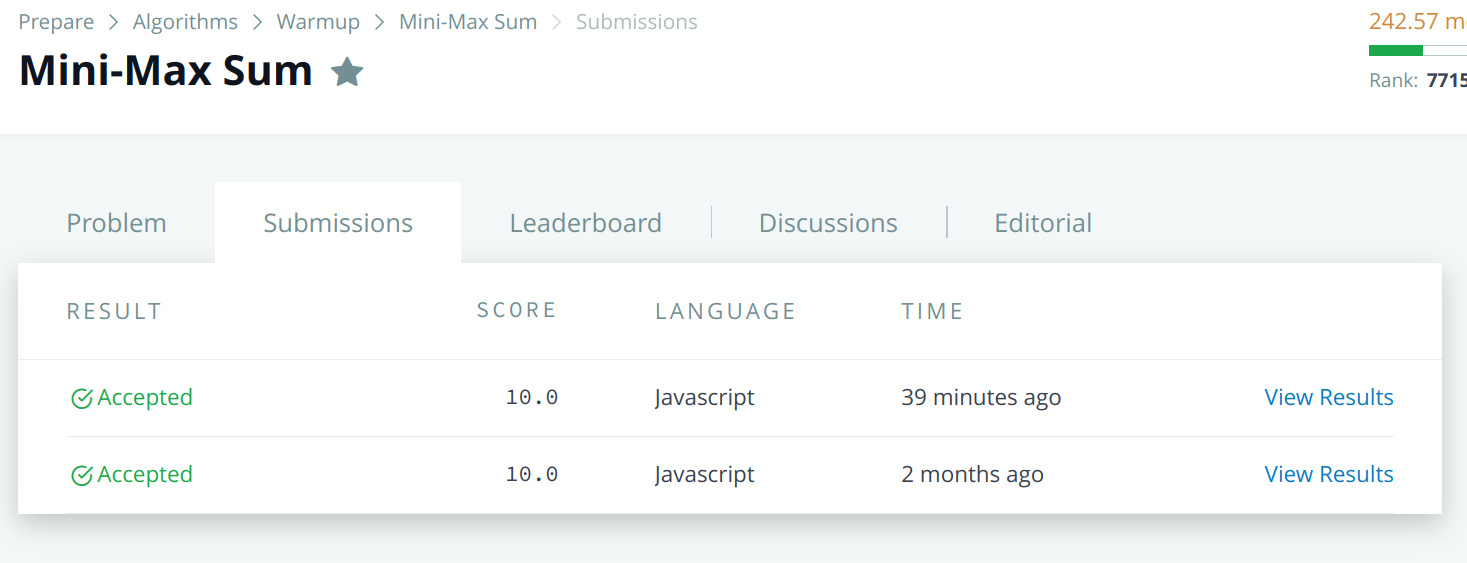 Prepare > Algorithms > Warmup > Mini-Max Sum > Submissions
242.57
Mini-Max Sum
Rank: 7715
Problem Submissions Leaderboard Discussions Editorial
RESULT SCORE LANGUAGE TIME
Accepted 10.0 Javascript 39 minutes ago View Results
Accepted 10.0 Javascript 2 months ago View Results